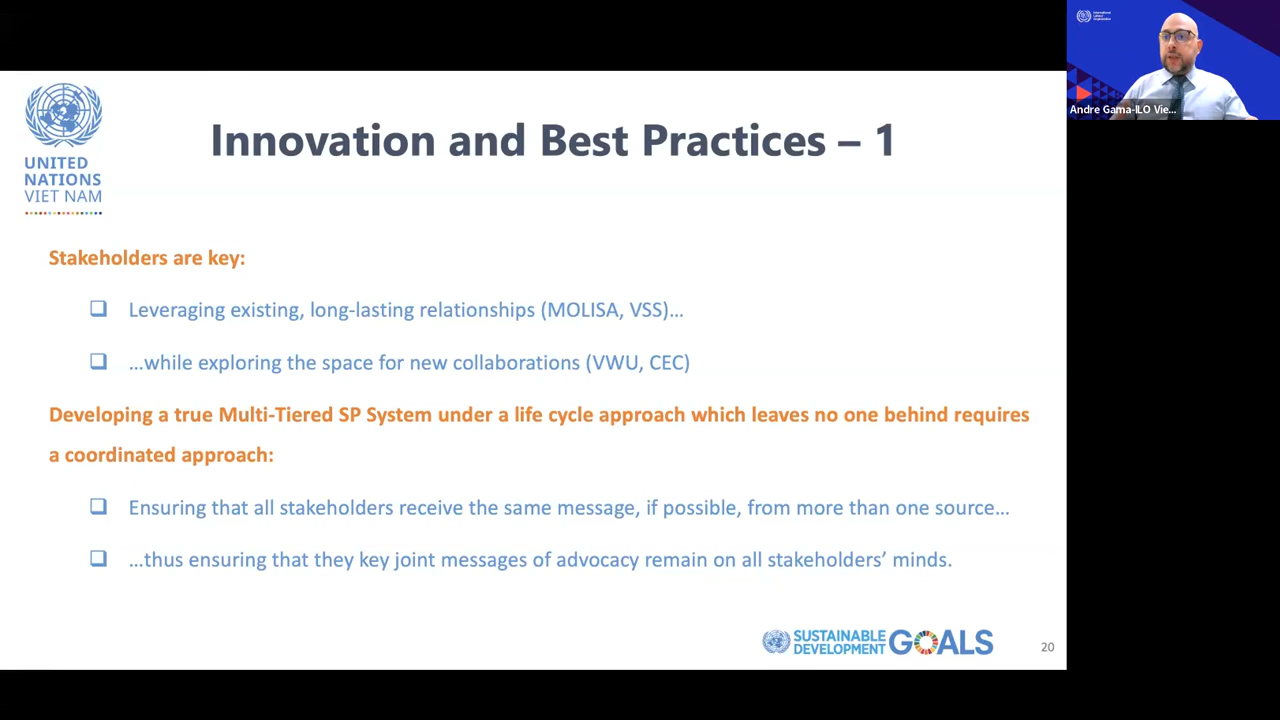 International
Labour
Organization
Andre Gama-ILO Vie...
UNITED
NATIONS
VIET NAM
Innovation and Best Practices – 1
Stakeholders are key:
Leveraging existing, long-lasting relationships (MOLISA, VSS)…
…while exploring the space for new collaborations (VWU, CEC)
Developing a true Multi-Tiered SP System under a life cycle approach which leaves no one behind requires
a coordinated approach:
Ensuring that all stakeholders receive the same message, if possible, from more than one source…
…thus ensuring that they key joint messages of advocacy remain on all stakeholders’ minds.
SUSTAINABLE
DEVELOPMENT GOALS
20